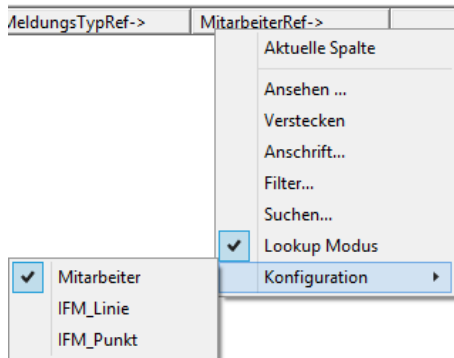 MeldungsTypRef-> MitarbeiterRef->
Aktuelle Spalte
Ansehen ...
Verstecken
Anschrift...
Filter...
Suchen...
Lookup Modus
Konfiguration
Mitarbeiter
IFM_Linie
IFM_Punkt